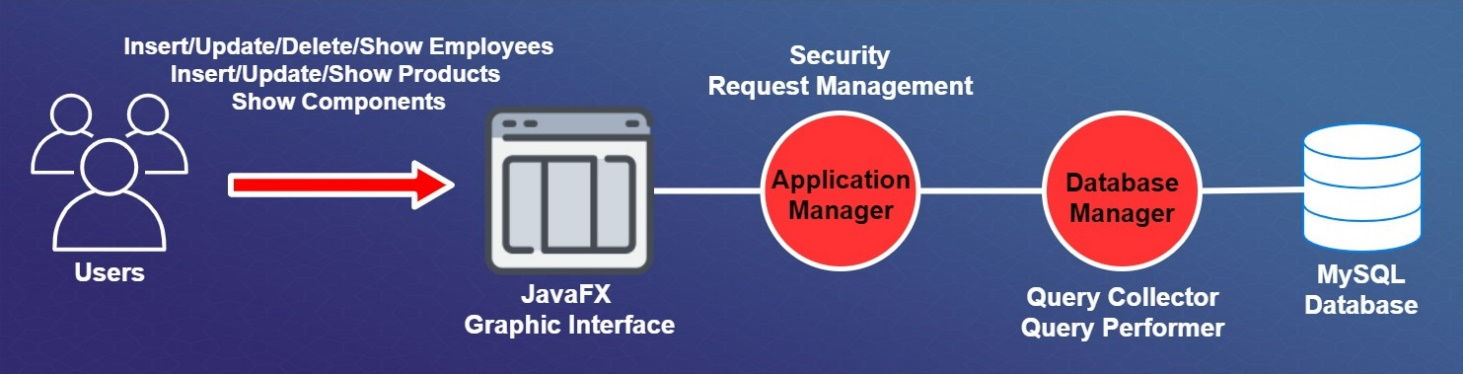 Insert/Update/Delete/Show Employees
Insert/Update/Show Products
Show Components
Users
JavaFX
Graphic Interface
Security
Request Management
Application
Manager
Database
Manager
Query Collector
Query Performer
MySQL
Database